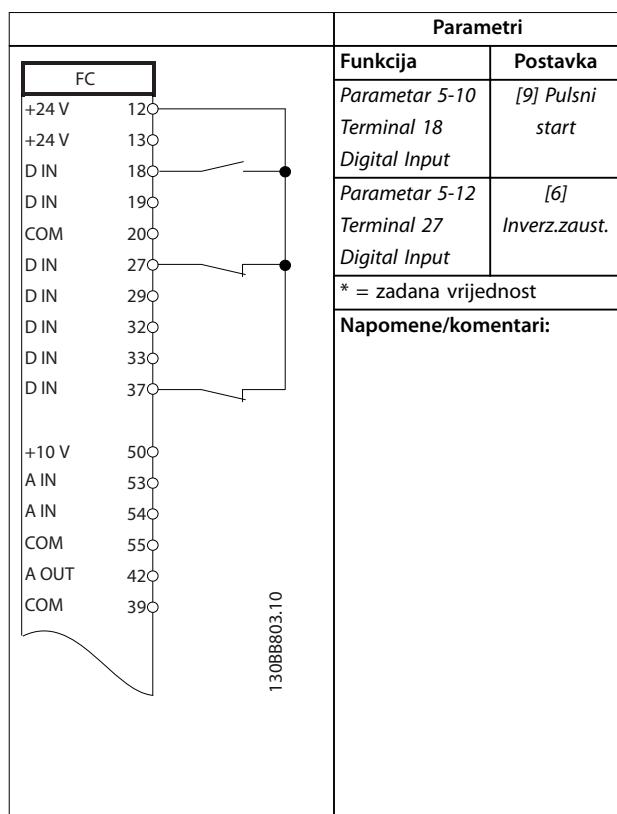 Parametri
Funkcija Postavka
Parametar 5-10 [9] Pulsni
Terminal 18 start
Digital Input
Parametar 5-12 [6]
Terminal 27 Inverz.zaust.
Digital Input
* = zadana vrijednost
Napomene/komentari:
FC
+24 V 12
+24 V 13
D IN 18
D IN 19
COM 20
D IN 27
D IN 29
D IN 32
D IN 33
D IN 37
+10 V 50
A IN 53
A IN 54
COM 55
A OUT 42
COM 39
130BB803.10